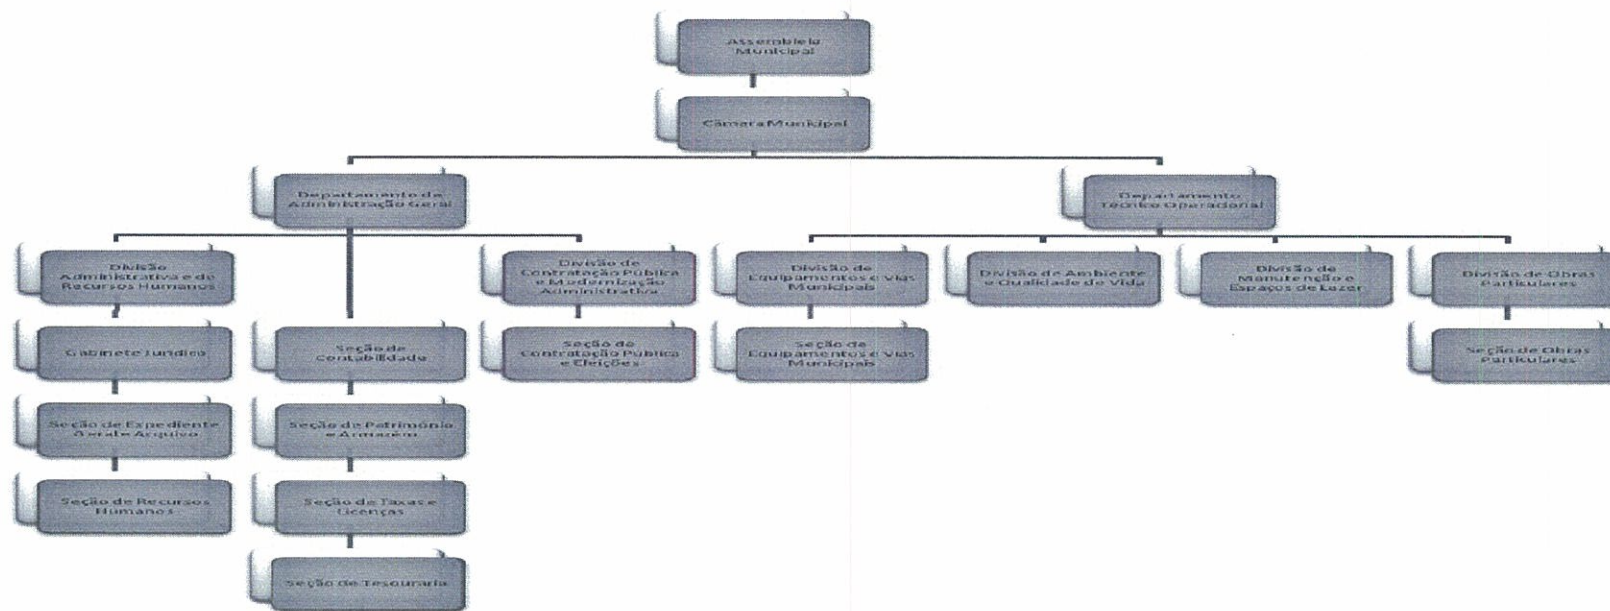 Assembleia
Municipal
Câmara Municipal
Departamento de
Administração Geral
Departamento
Técnico Operacional
Divisão
Administrativa e de
Recursos Humanos
Divisão de
Contratação Pública
e Modernização
Administrativa
Divisão de
Equipamentos e Vias
Municipais
Divisão de Ambiente
e Qualidade de Vida
Divisão de
Manutenção e
Espaços de Lazer
Divisão de Obras
Particulares
Gabinete Jurídico
Seção de
Contabilidade
Seção de
Contratação Pública
e Eleições
Seção de
Equipamentos e Vias
Municipais
Seção de Obras
Particulares
Seção de Expediente
Geral e Arquivo
Seção de Património
e Armazém
Seção de Recursos
Humanos
Seção de Taxas e
Licenças
Seção de Tesouraria